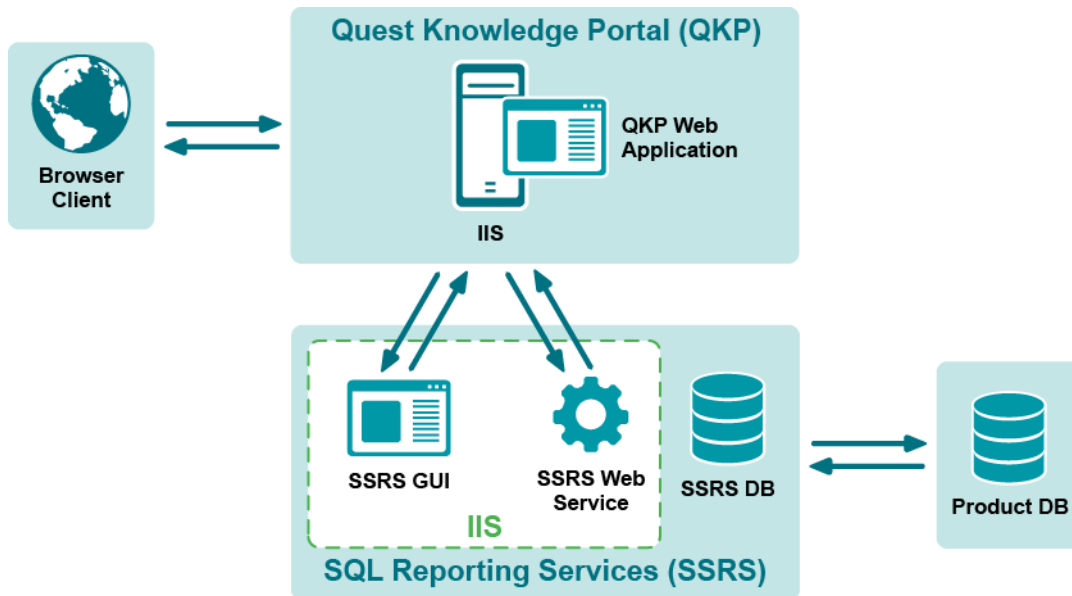 Quest Knowledge Portal (QKP)
Browser
Client
QKP Web
Application
IIS
SSRS GUI
SSRS Web
Service
IIS
SSRS DB
Product DB
SQL Reporting Services (SSRS)